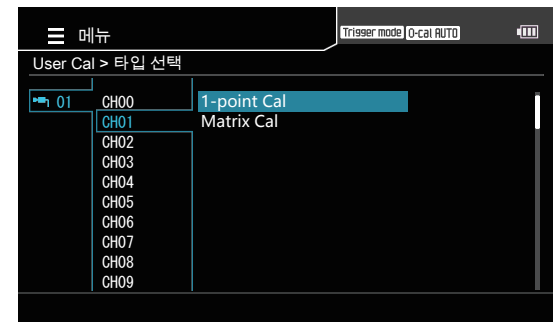 메뉴
Trigger mode 0-cal AUTO
User Cal > 타입 선택
01 CH00 1-point Cal
CH01 Matrix Cal
CH02
CH03
CH04
CH05
CH06
CH07
CH08
CH09